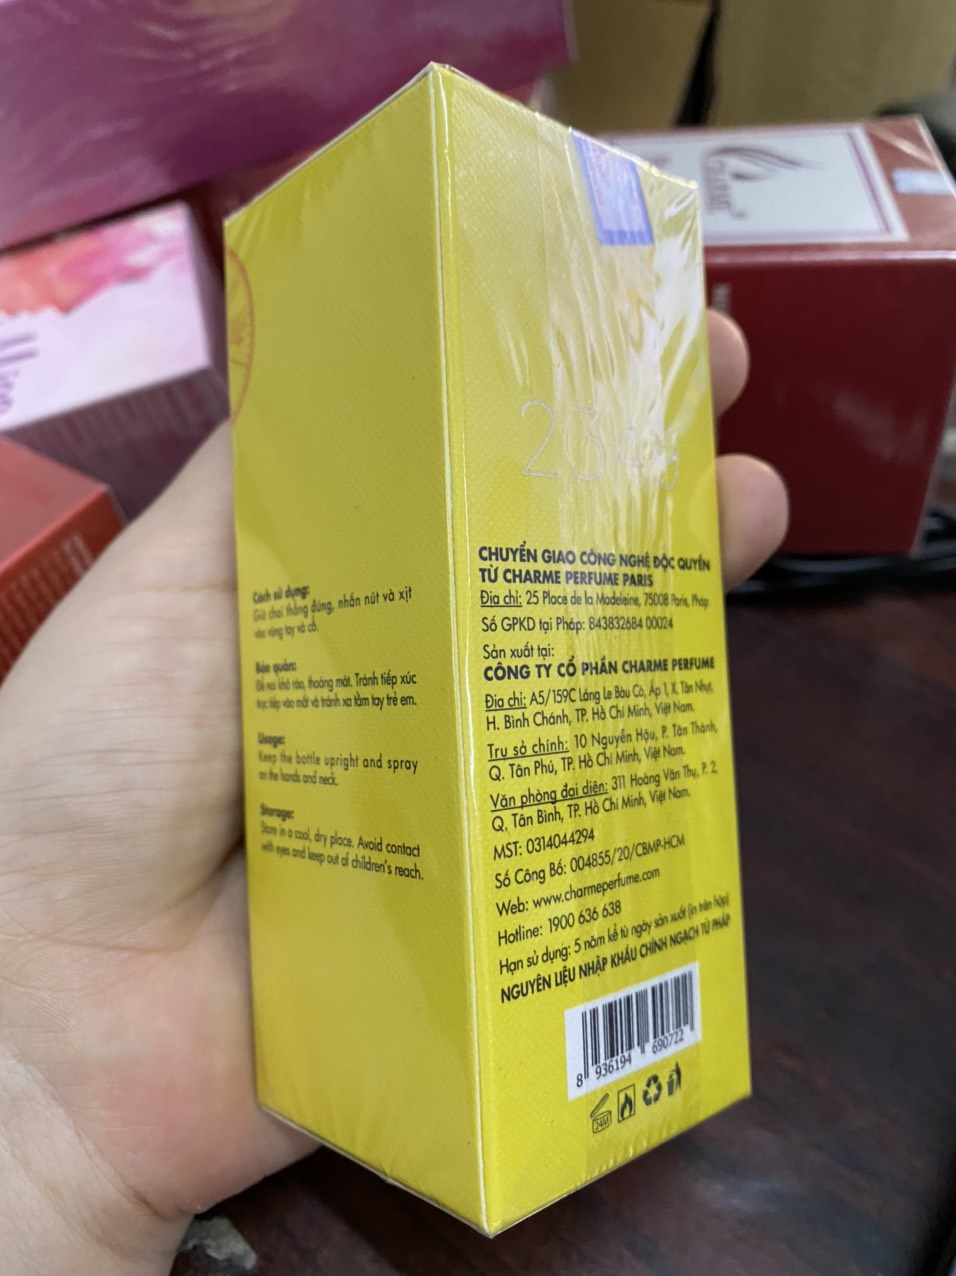 Cách sử dụng:
Giữ chai thẳng đứng, nhấn nút và xịt
vào vùng tay và cổ.
Bảo quản:
Để nơi khô ráo, thoáng mát. Tránh tiếp xúc
trực tiếp vào mắt và tránh xa tầm tay trẻ em.
Usage:
Keep the bottle upright and spray
on the hands and neck.
Storage:
Store in a cool, dry place. Avoid contact
with eyes and keep out of children's reach.
CHUYỂN GIAO CÔNG NGHỆ ĐỘC QUYỀN
TỪ CHARME PERFUME PARIS
Địa chỉ: 25 Place de la Madeleine, 75008 Paris, Pháp
Số GPKD tại Pháp: 843832684 00024
Sản xuất tại:
CÔNG TY CỔ PHẦN CHARME PERFUME
Địa chỉ: A5/159C Láng Le Bàu Cò, Ấp 1, X. Tân Nhựt,
H. Bình Chánh, TP. Hồ Chí Minh, Việt Nam.
Trụ sở chính: 10 Nguyễn Hậu, P. Tân Thành,
Q. Tân Phú, TP. Hồ Chí Minh, Việt Nam.
Văn phòng đại diện: 311 Hoàng Văn Thụ, P. 2,
Q. Tân Bình, TP. Hồ Chí Minh, Việt Nam.
MST: 0314044294
Số Công Bố: 004855/20/CBMP-HCM
Web: www.charmeperfume.com
Hotline: 1900 636 638
Hạn sử dụng: 5 năm kể từ ngày sản xuất (in trên hộp)
NGUYÊN LIỆU NHẬP KHẨU CHÍNH NGẠCH TỪ PHÁP
8 936194 690722
24M